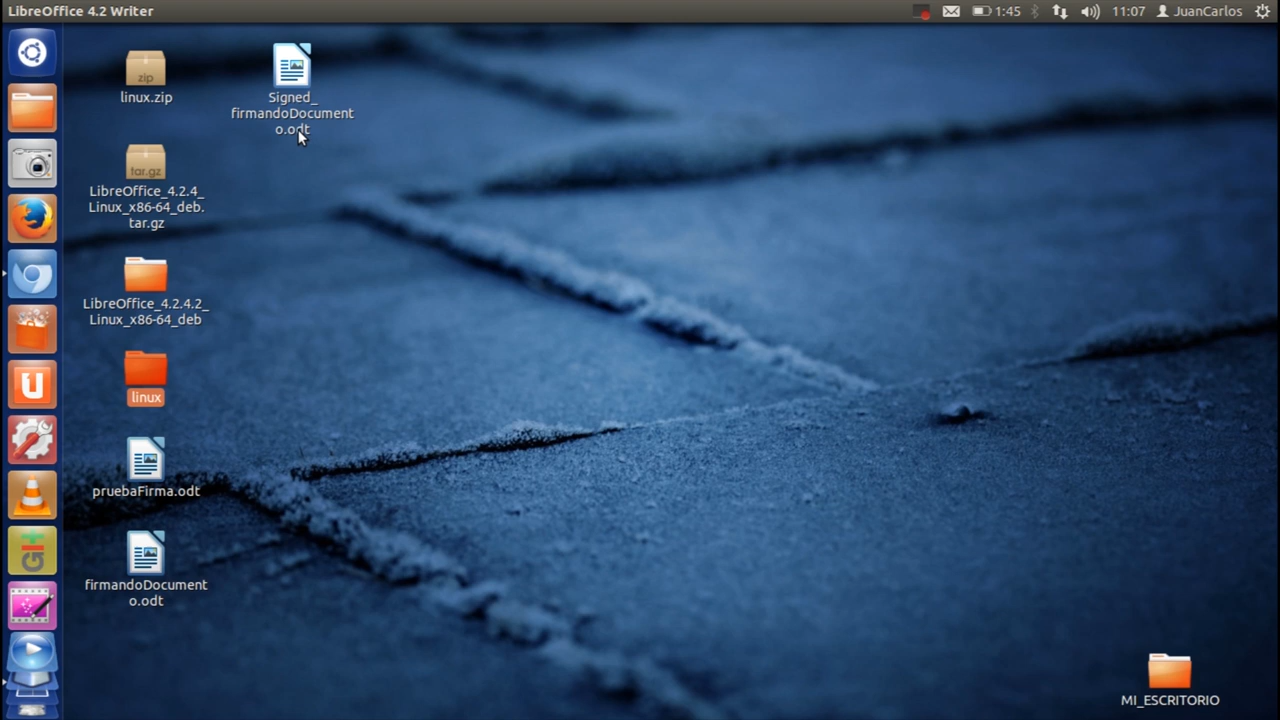 LibreOffice 4.2 Writer
1:45
11:07
JuanCarlos
zip
linux.zip
Signed_
firmandoDocument
o.odt
tar.gz
LibreOffice_4.2.4_
Linux_x86-64_deb.
tar.gz
LibreOffice_4.2.4.2_
Linux_x86-64_deb
linux
pruebaFirma.odt
firmandoDocument
o.odt
MI_ESCRITORIO